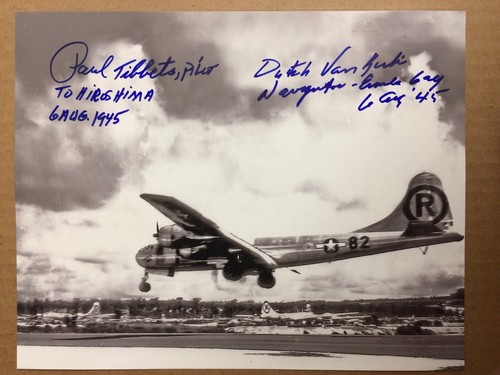 Paul Tibbets, Pilot
TO HIROSHIMA
6 AUG. 1945
Dutch Van Kirk
Navigator - Enola Gay
6 Aug '45
R
82